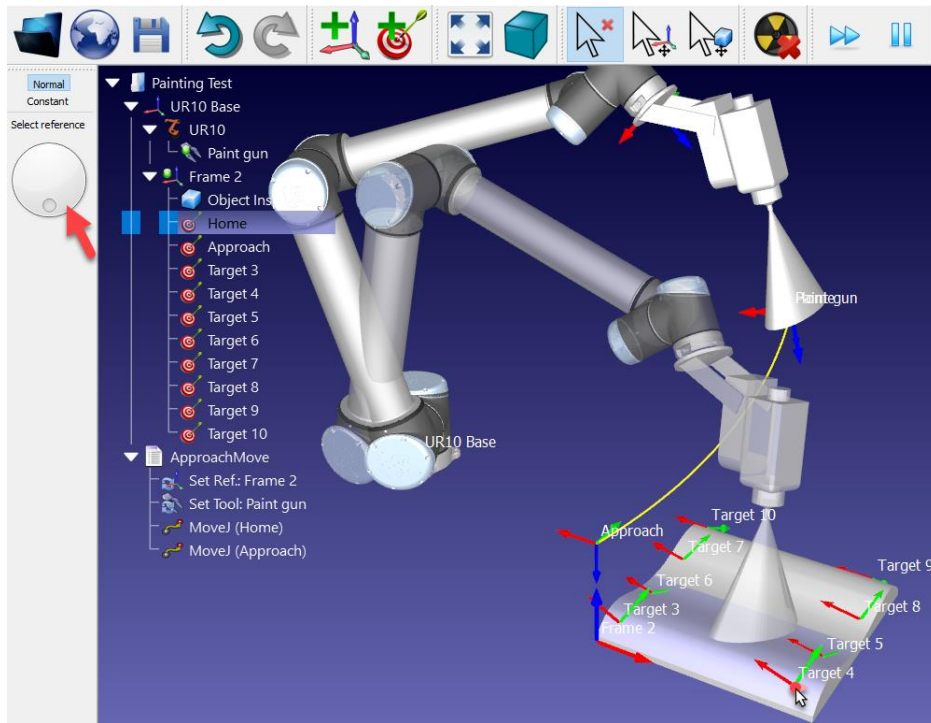 Normal
Constant
Select reference
Painting Test
UR10 Base
UR10
Paint gun
Frame 2
Object Ins
Home
Approach
Target 3
Target 4
Target 5
Target 6
Target 7
Target 8
Target 9
Target 10
ApproachMove
Set Ref.: Frame 2
Set Tool: Paint gun
MoveJ (Home)
MoveJ (Approach)
gun
UR10 Base
Approach
Target 10
Target 7
Target 9
Target 6
Target 3
Target 8
Frame 2
Target 5
Target 4